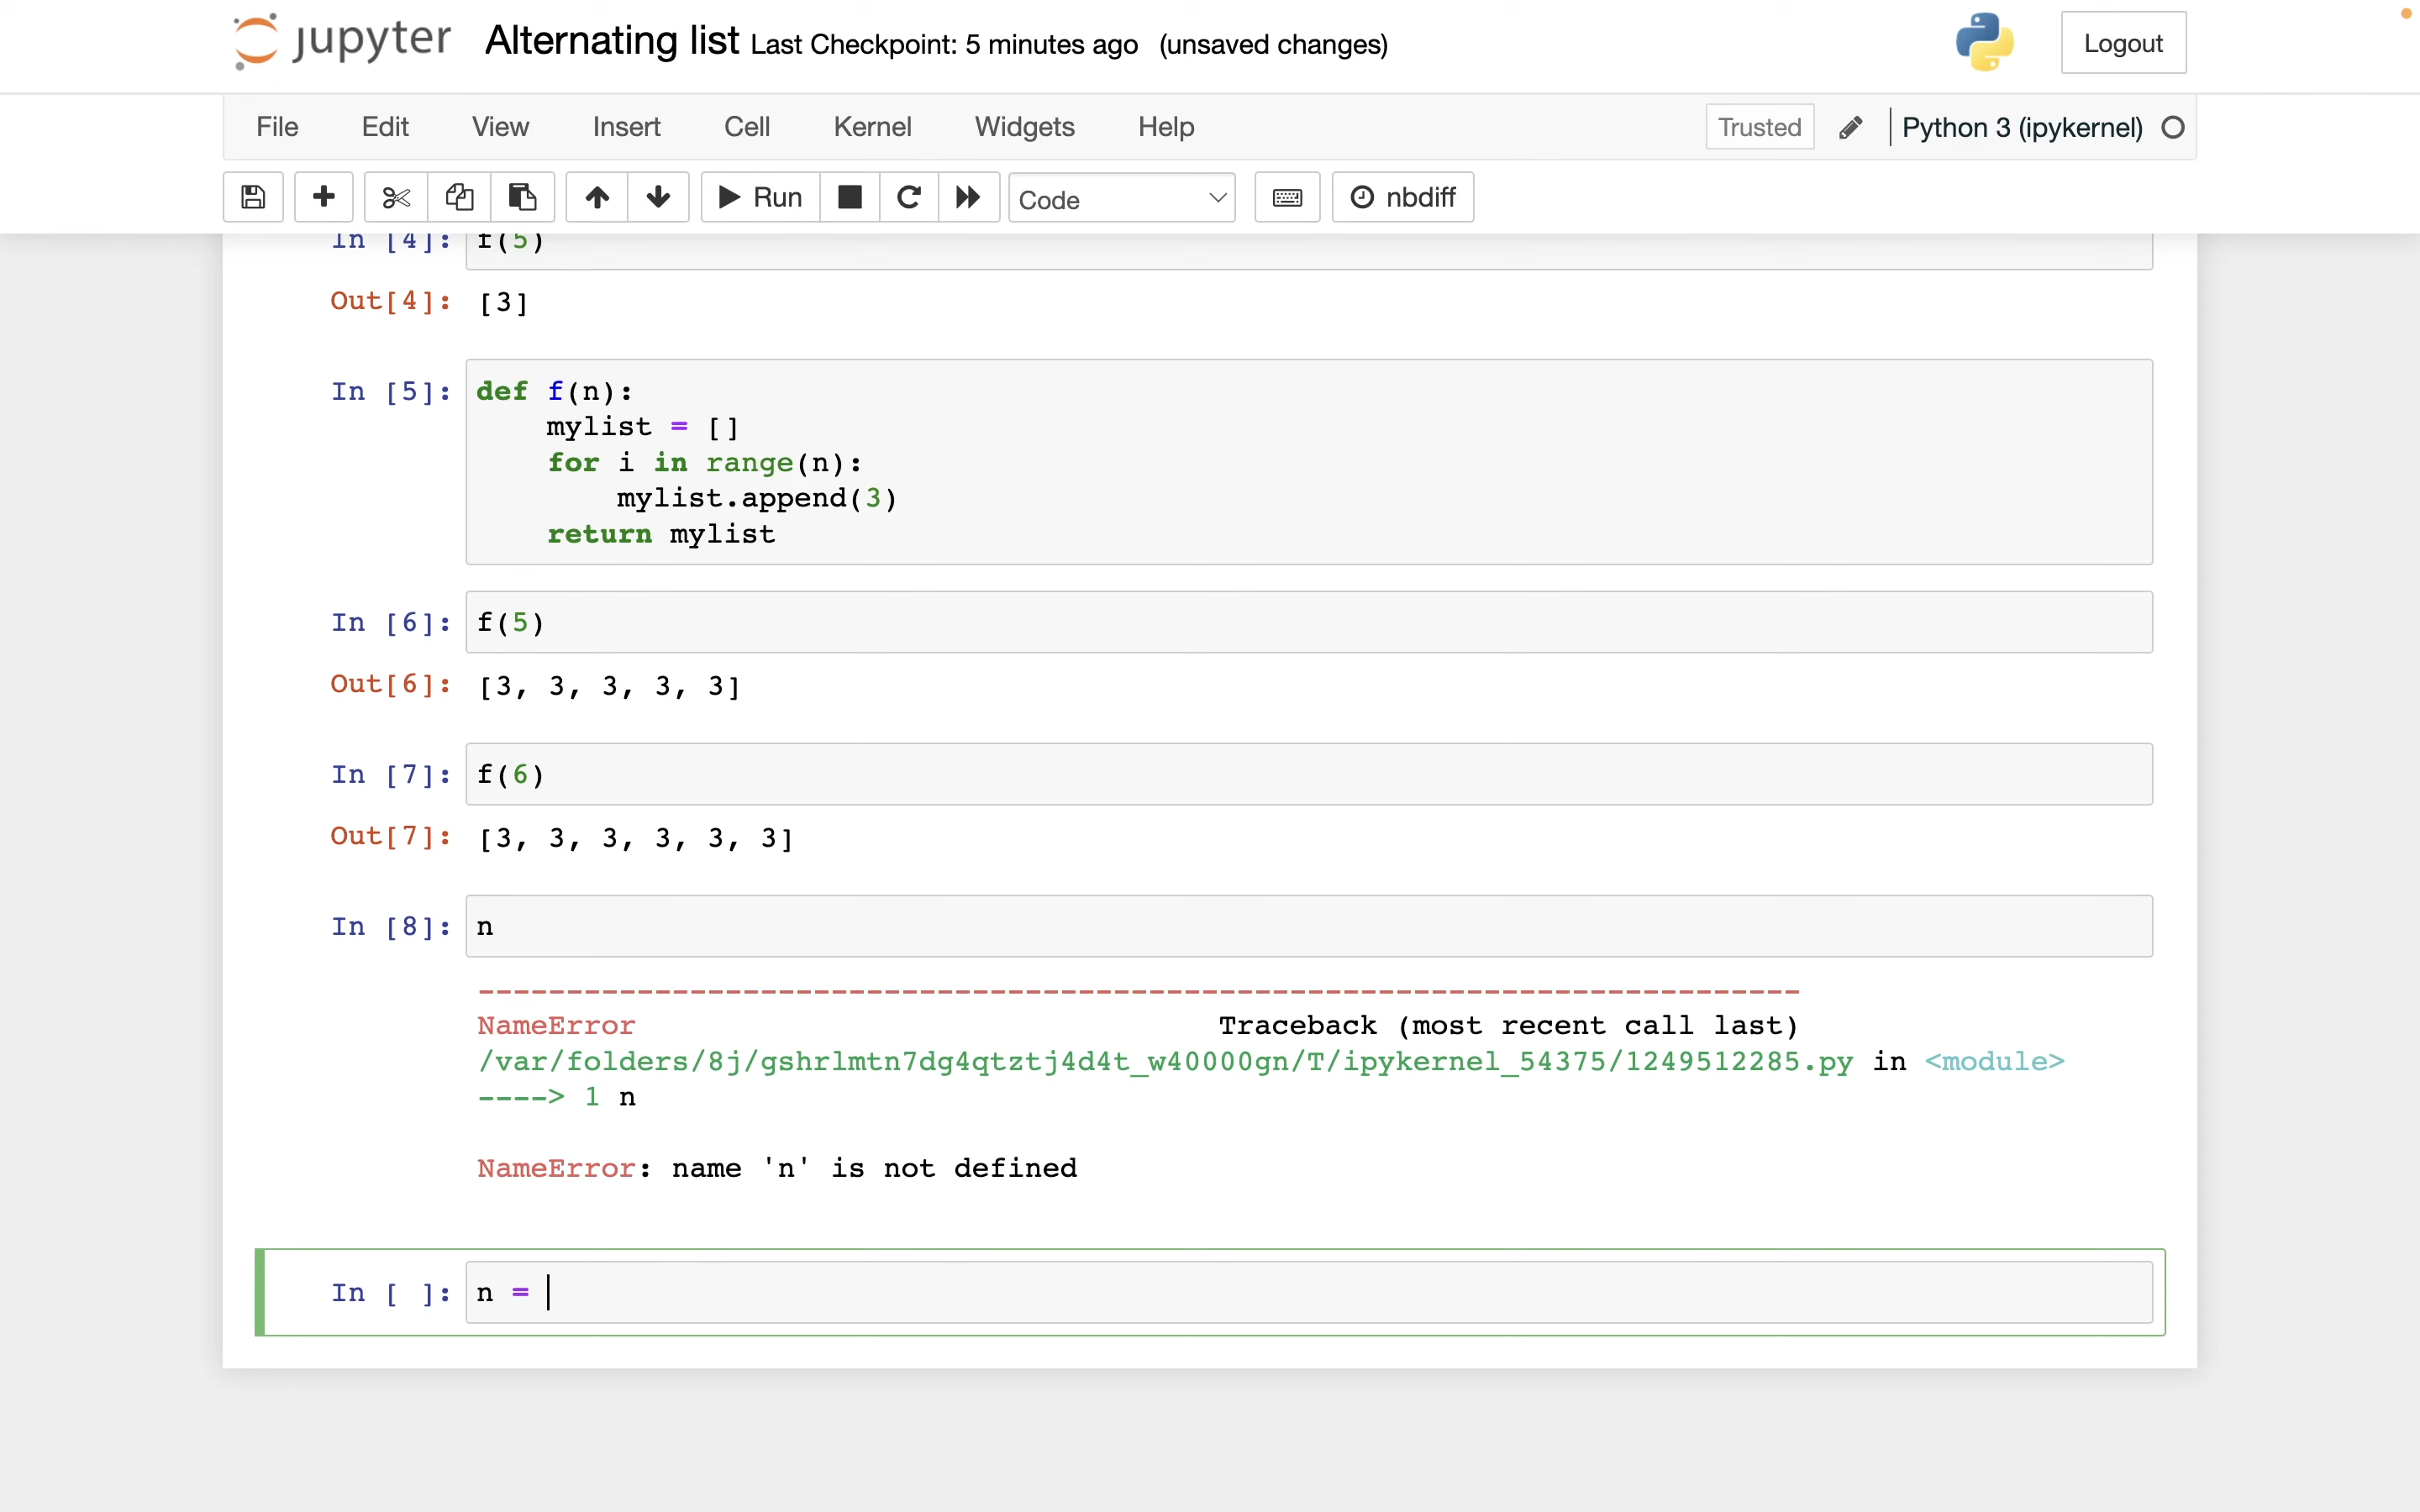 jupyter Alternating list Last Checkpoint: 5 minutes ago (unsaved changes) Logout
File Edit View Insert Cell Kernel Widgets Help Trusted Python 3 (ipykernel)
Run Code nbdiff
In [4]: f(5)
Out[4]: [3]
In [5]: def f(n):
mylist = []
for i in range(n):
mylist.append(3)
return mylist
In [6]: f(5)
Out[6]: [3, 3, 3, 3, 3]
In [7]: f(6)
Out[7]: [3, 3, 3, 3, 3, 3]
In [8]: n
---------------------------------------------------------------------------
NameError Traceback (most recent call last)
/var/folders/8j/gshrlmtn7dg4qtztj4d4t_w40000gn/T/ipykernel_54375/1249512285.py in <module>
----> 1 n
NameError: name 'n' is not defined
In [ ]: n =